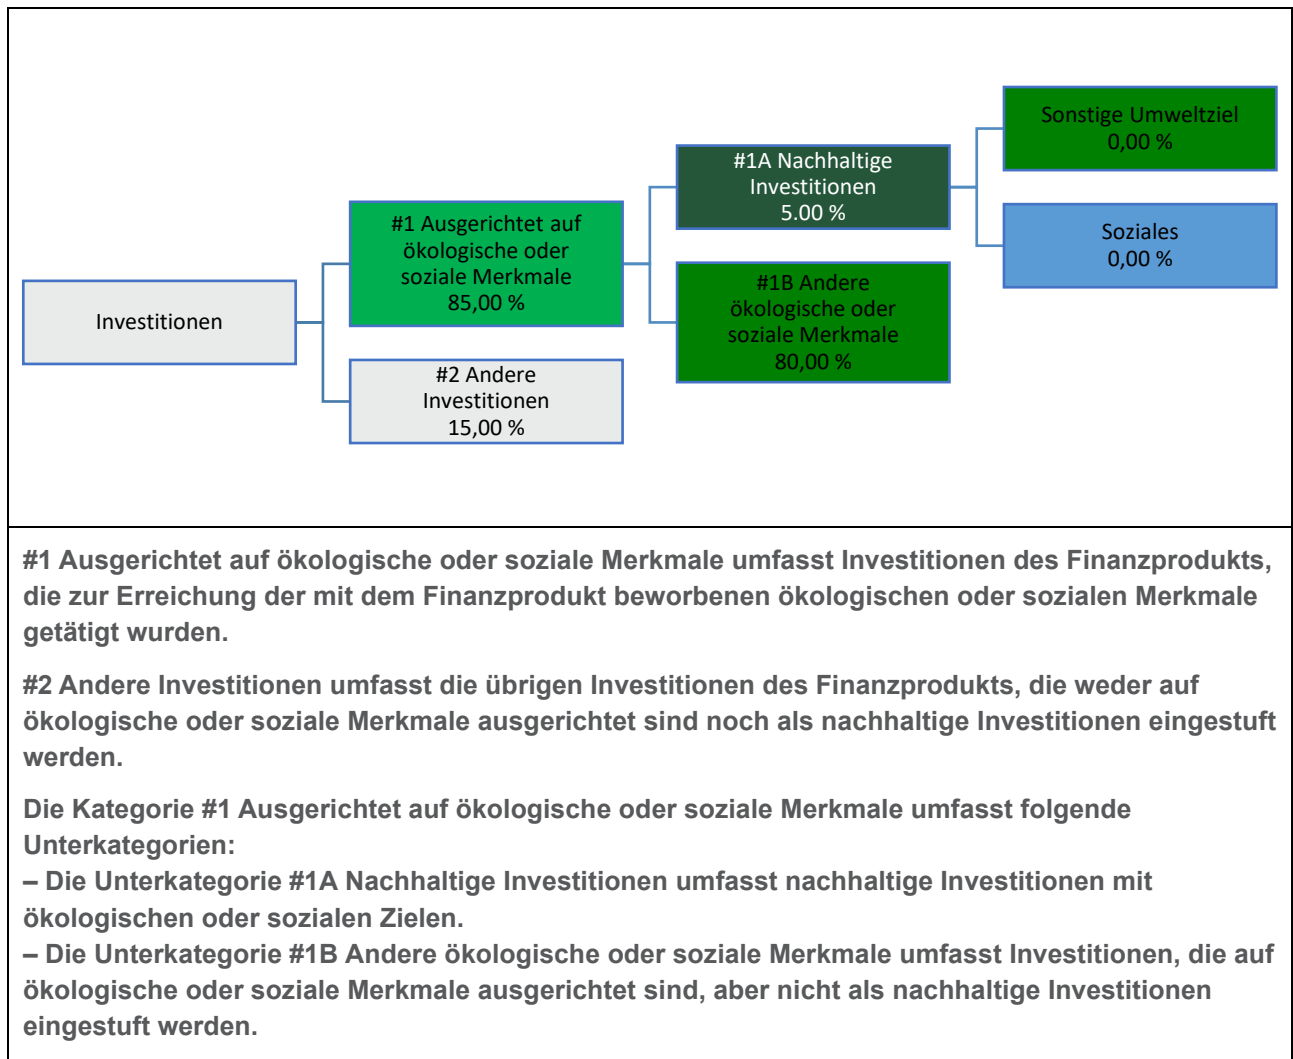 Investitionen
#1 Ausgerichtet auf
ökologische oder
soziale Merkmale
85,00 %
#2 Andere
Investitionen
15,00 %
#1A Nachhaltige
Investitionen
5.00 %
#1B Andere
ökologische oder
soziale Merkmale
80,00 %
Sonstige Umweltziel
0,00 %
Soziales
0,00 %
#1 Ausgerichtet auf ökologische oder soziale Merkmale umfasst Investitionen des Finanzprodukts,
die zur Erreichung der mit dem Finanzprodukt beworbenen ökologischen oder sozialen Merkmale
getätigt wurden.
#2 Andere Investitionen umfasst die übrigen Investitionen des Finanzprodukts, die weder auf
ökologische oder soziale Merkmale ausgerichtet sind noch als nachhaltige Investitionen eingestuft
werden.
Die Kategorie #1 Ausgerichtet auf ökologische oder soziale Merkmale umfasst folgende
Unterkategorien:
– Die Unterkategorie #1A Nachhaltige Investitionen umfasst nachhaltige Investitionen mit
ökologischen oder sozialen Zielen.
– Die Unterkategorie #1B Andere ökologische oder soziale Merkmale umfasst Investitionen, die auf
ökologische oder soziale Merkmale ausgerichtet sind, aber nicht als nachhaltige Investitionen
eingestuft werden.